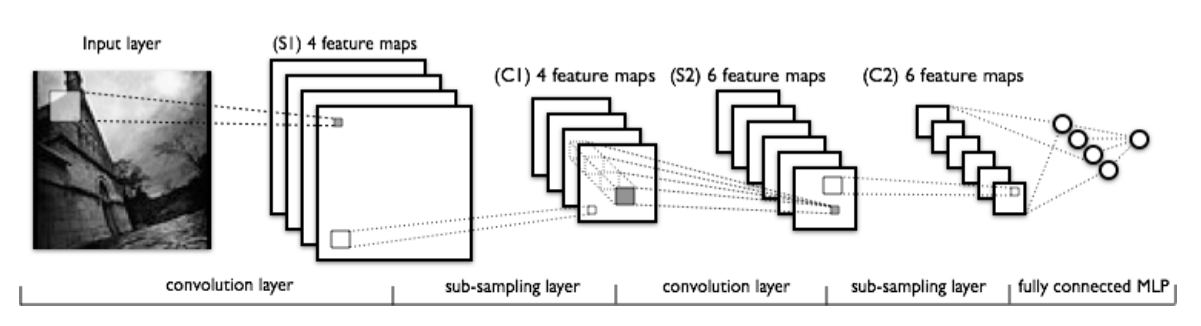 Input layer
(S1) 4 feature maps
(C1) 4 feature maps
(S2) 6 feature maps
(C2) 6 feature maps
convolution layer
sub-sampling layer
convolution layer
sub-sampling layer
fully connected MLP